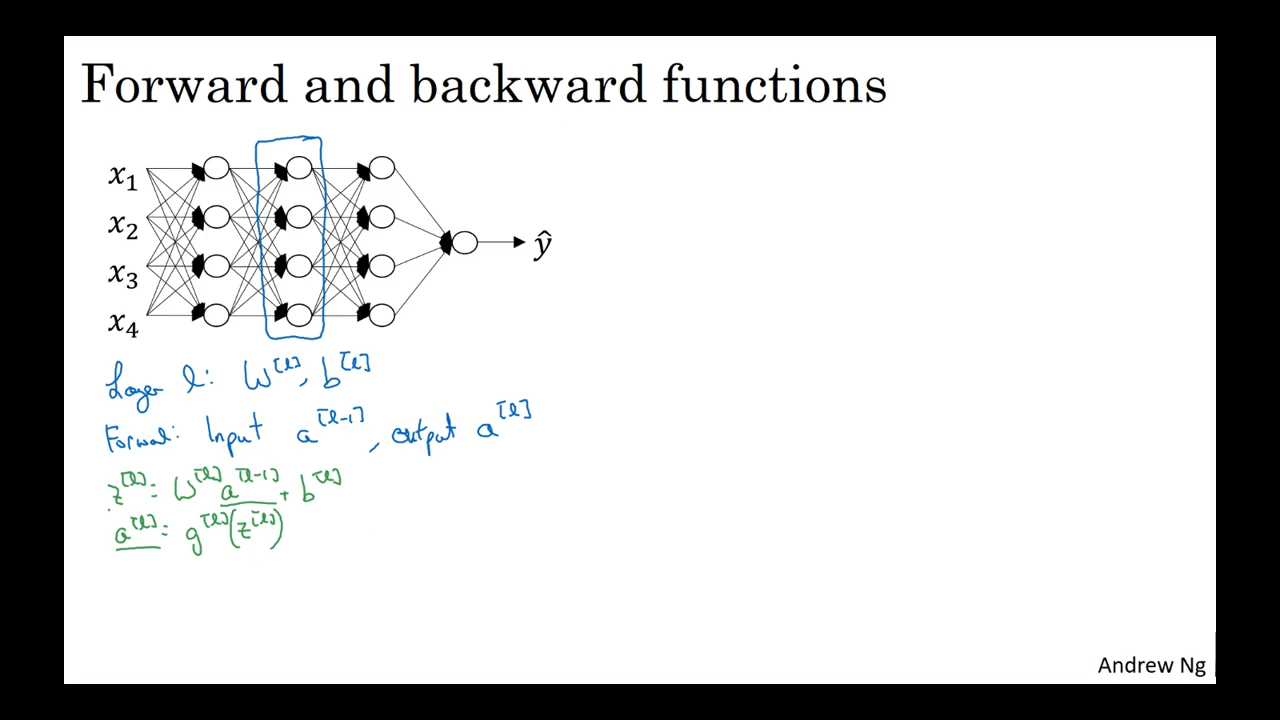 Forward and backward functions
x₁
x₂
x₃
x₄
ŷ
Layer l: W^[l], b^[l]
Forward: Input a^[l-1], output a^[l]
z^[l] = W^[l] a^[l-1] + b^[l]
a^[l] = g^[l](z^[l])
Andrew Ng